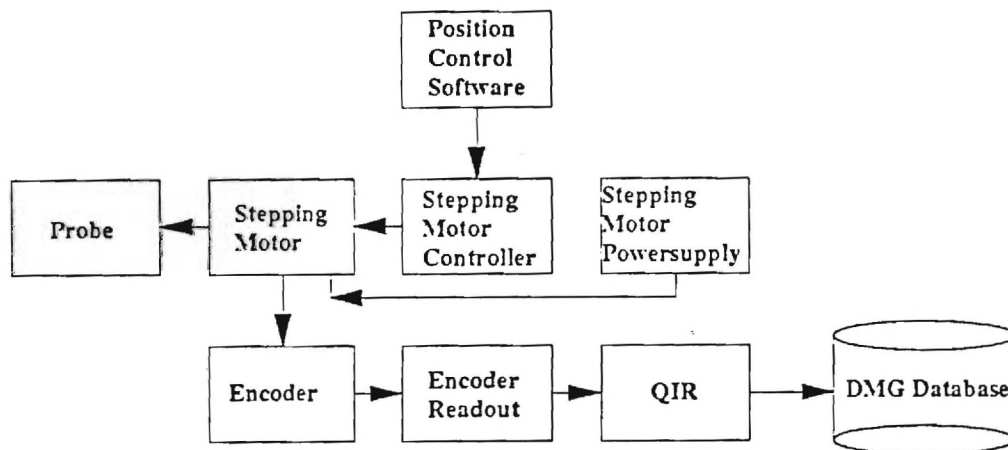 Position
Control
Software
Probe
Stepping
Motor
Stepping
Motor
Controller
Stepping
Motor
Powersupply
Encoder
Encoder
Readout
QIR
DMG Database